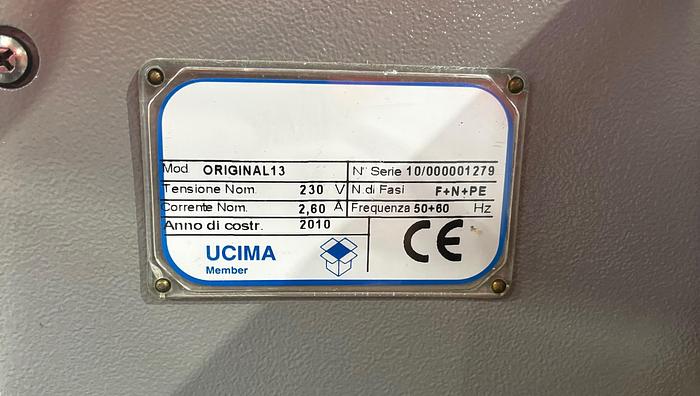 Mod ORIGINAL13 N° Serie 10/000001279
Tensione Nom. 230 V N.di Fasi F+N+PE
Corrente Nom. 2,60 A Frequenza 50+60 Hz
Anno di costr. 2010
UCIMA CE
Member